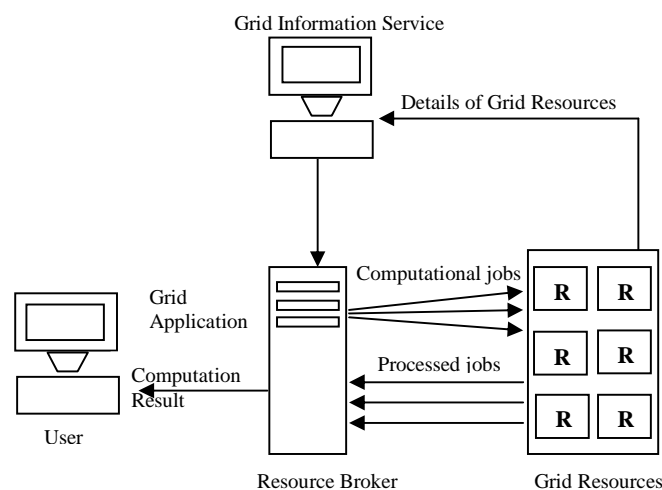 Grid Information Service
Details of Grid Resources
Computational jobs
Grid
Application
R R
R R
R R
Processed jobs
Computation
Result
User
Resource Broker
Grid Resources